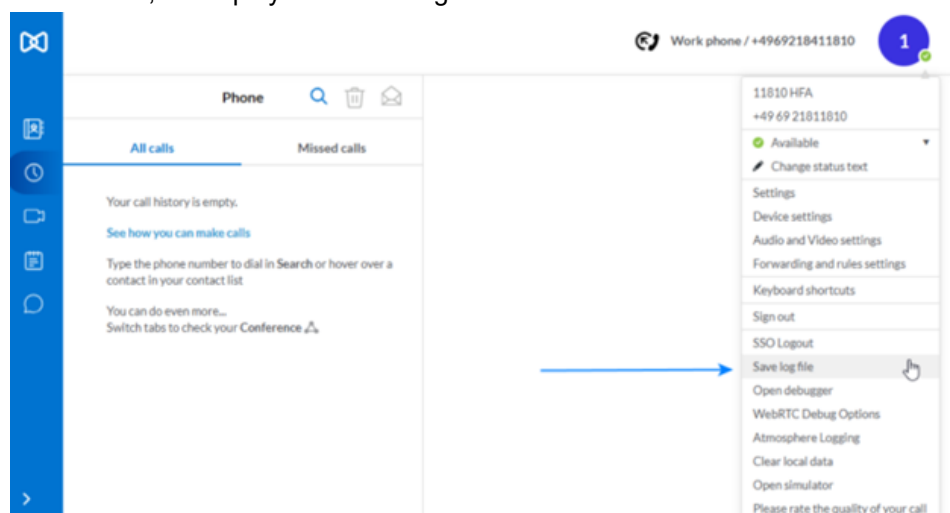 Work phone / +4969218411810
1
Phone
All calls
Missed calls
Your call history is empty.
See how you can make calls
Type the phone number to dial in Search or hover over a
contact in your contact list
You can do even more...
Switch tabs to check your Conference
11810 HFA
+49 69 21811810
Available
Change status text
Settings
Device settings
Audio and Video settings
Forwarding and rules settings
Keyboard shortcuts
Sign out
SSO Logout
Save log file
Open debugger
WebRTC Debug Options
Atmosphere Logging
Clear local data
Open simulator
Please rate the quality of your call